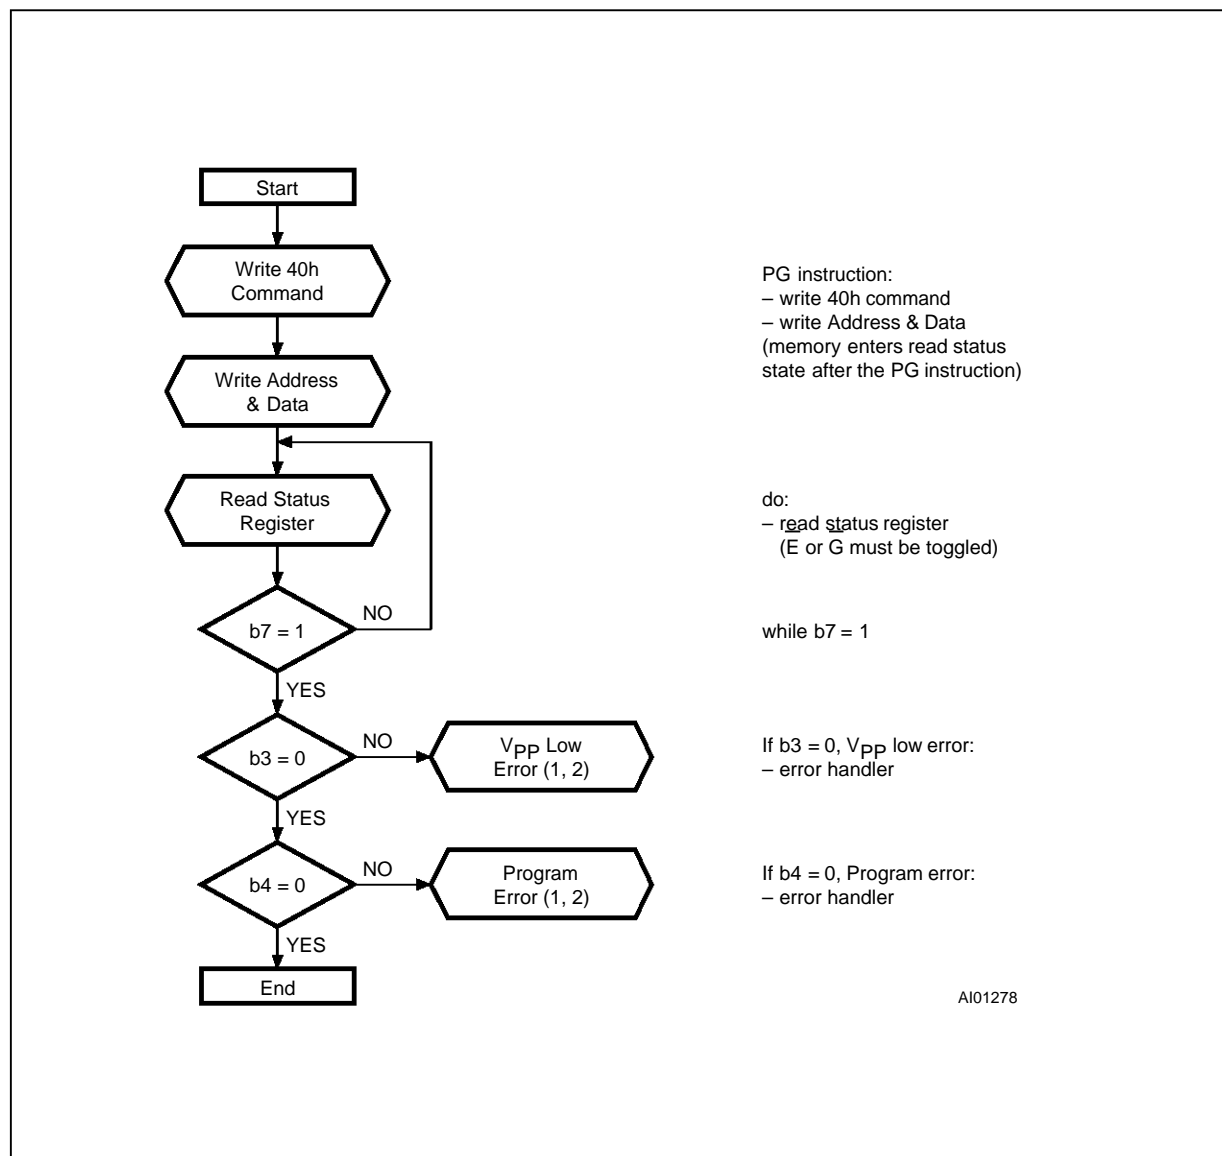 Start
Write 40h
Command
PG instruction:
– write 40h command
– write Address & Data
(memory enters read status
state after the PG instruction)
Write Address
& Data
Read Status
Register
do:
– read status register
(E̅ or G̅ must be toggled)
b7 = 1
NO
while b7 = 1
YES
b3 = 0
NO
VPP Low
Error (1, 2)
If b3 = 0, VPP low error:
– error handler
YES
b4 = 0
NO
Program
Error (1, 2)
If b4 = 0, Program error:
– error handler
YES
End
AI01278